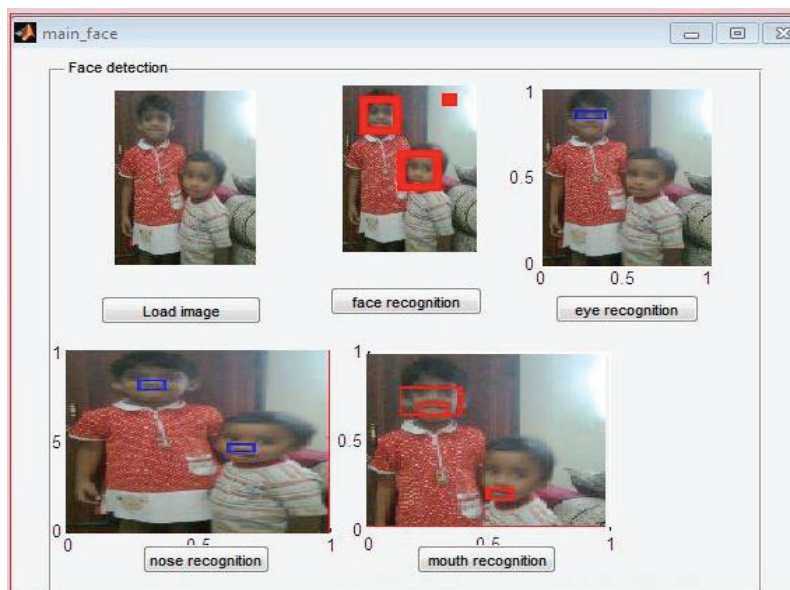 main_face
Face detection
1
0.5
0
0 0.5 1
Load image
face recognition
eye recognition
1
5
0
0 0.5 1
nose recognition
1
0.5
0
0 0.5 1
mouth recognition